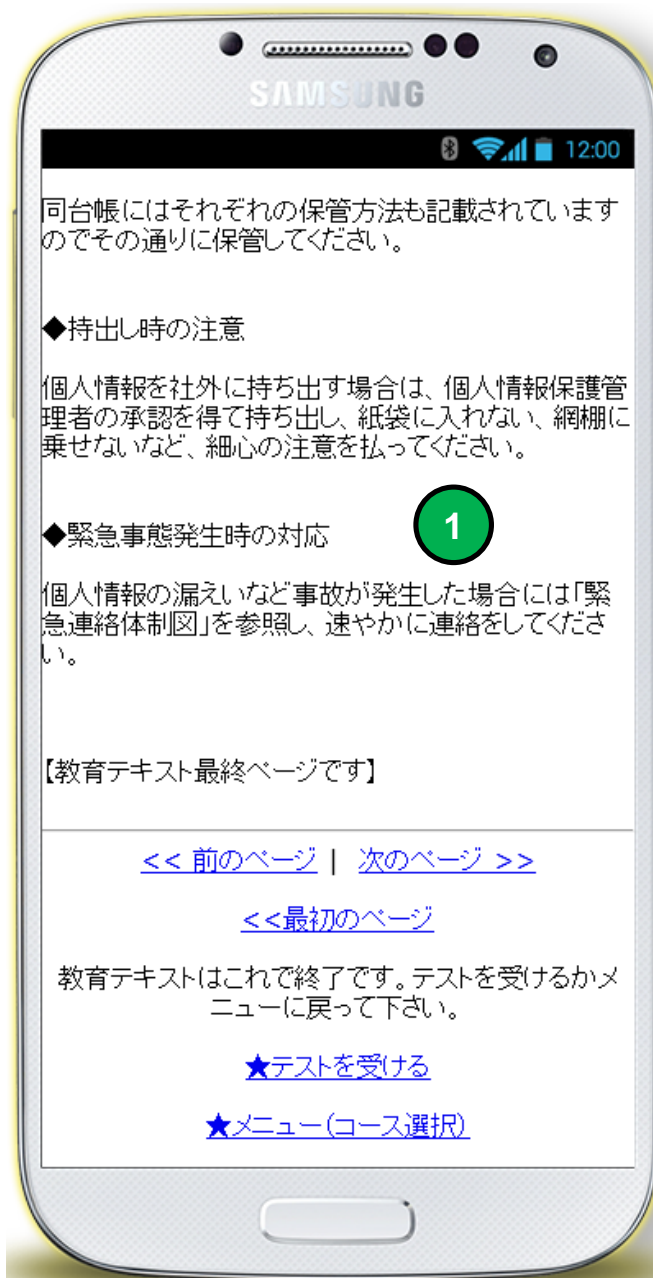 SAMSUNG
12:00
同台帳にはそれぞれの保管方法も記載されています
のでその通りに保管してください。
◆持出し時の注意
個人情報を社外に持ち出す場合は、個人情報保護管
理者の承認を得て持ち出し、紙袋に入れない、網棚に
乗せないなど、細心の注意を払ってください。
◆緊急事態発生時の対応
1
個人情報の漏えいなど事故が発生した場合には「緊
急連絡体制図」を参照し、速やかに連絡をしてくださ
い。
【教育テキスト最終ページです】
<< 前のページ | 次のページ >>
<<最初のページ
教育テキストはこれで終了です。テストを受けるかメ
ニューに戻って下さい。
★テストを受ける
★メニュー(コース選択)